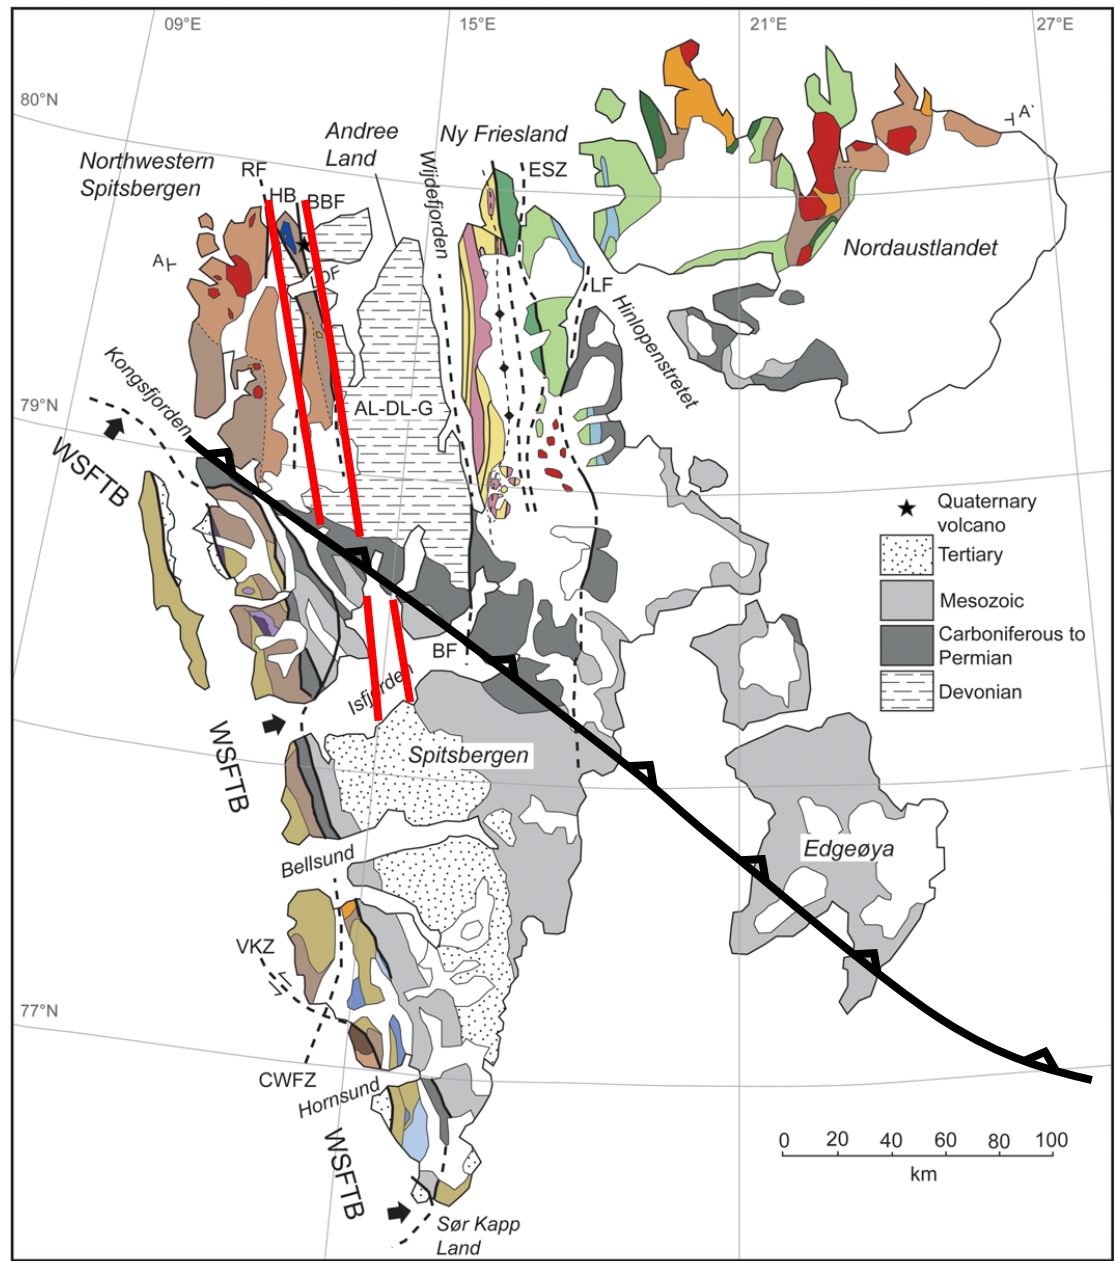 09°E
15°E
21°E
27°E
80°N
Andree
Land
Ny Friesland
A'
Northwestern
Spitsbergen
RF
HB
BBF
Wijdefjorden
ESZ
Nordaustlandet
A
LDF
LF
Hinlopenstretet
Kongsfjorden
79°N
AL-DL-G
WSFTB
Quaternary
volcano
Tertiary
Mesozoic
Carboniferous to
Permian
Devonian
BF
Isfjorden
WSFTB
Spitsbergen
Edgeøya
Bellsund
VKZ
77°N
CWFZ
Hornsund
WSFTB
Sør Kapp
Land
0 20 40 60 80 100
km